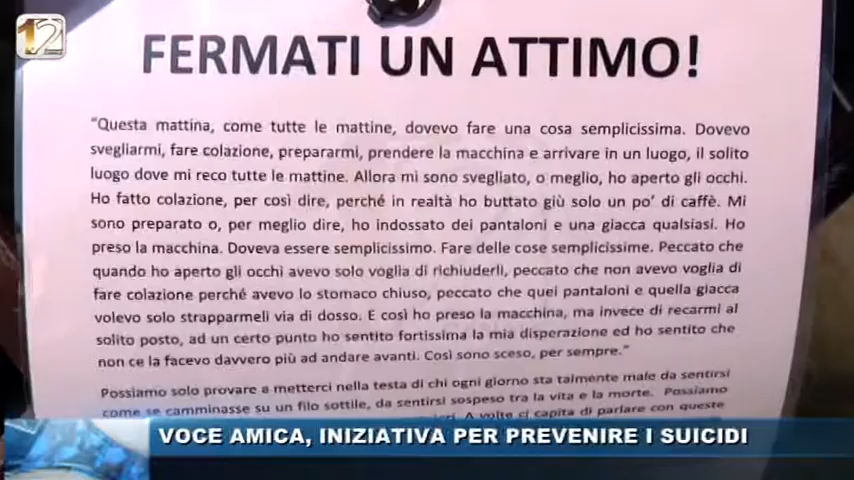 12
FERMATI UN ATTIMO!
"Questa mattina, come tutte le mattine, dovevo fare una cosa semplicissima. Dovevo
svegliarmi, fare colazione, prepararmi, prendere la macchina e arrivare in un luogo, il solito
luogo dove mi reco tutte le mattine. Allora mi sono svegliato, o meglio, ho aperto gli occhi.
Ho fatto colazione, per così dire, perché in realtà ho buttato giù solo un po' di caffè. Mi
sono preparato o, per meglio dire, ho indossato dei pantaloni e una giacca qualsiasi. Ho
preso la macchina. Doveva essere semplicissimo. Fare delle cose semplicissime. Peccato che
quando ho aperto gli occhi avevo solo voglia di richiuderli, peccato che non avevo voglia di
fare colazione perché avevo lo stomaco chiuso, peccato che quei pantaloni e quella giacca
volevo solo strapparmeli via di dosso. E così ho preso la macchina, ma invece di recarmi al
solito posto, ad un certo punto ho sentito fortissima la mia disperazione ed ho sentito che
non ce la facevo davvero più ad andare avanti. Così sono sceso, per sempre."
Possiamo solo provare a metterci nella testa di chi ogni giorno sta talmente male da sentirsi
come se camminasse su un filo sottile, da sentirsi sospeso tra la vita e la morte. Possiamo
A volte ci capita di parlare con queste
VOCE AMICA, INIZIATIVA PER PREVENIRE I SUICIDI